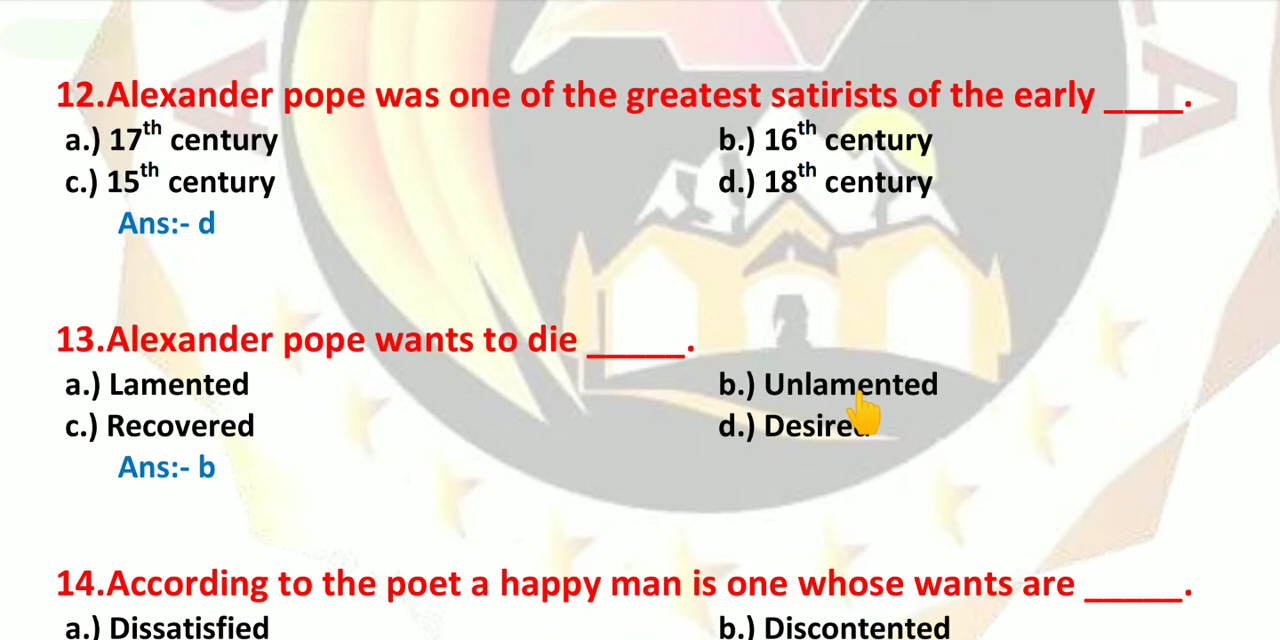 12.Alexander pope was one of the greatest satirists of the early ____.
a.) 17th century b.) 16th century
c.) 15th century d.) 18th century
Ans:- d
13.Alexander pope wants to die _____.
a.) Lamented b.) Unlamented
c.) Recovered d.) Desired
Ans:- b
14.According to the poet a happy man is one whose wants are _____.
a.) Dissatisfied b.) Discontented